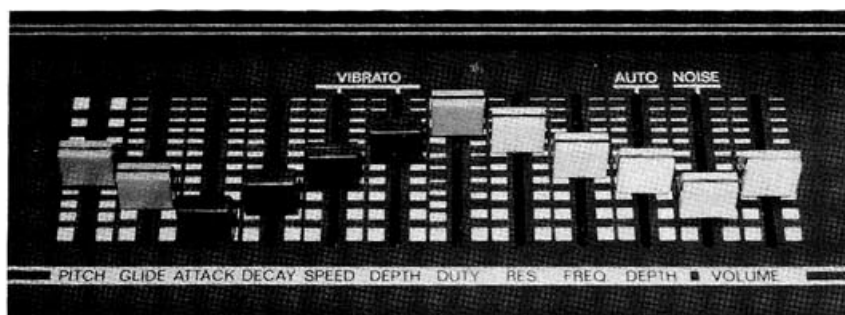 VIBRATO AUTO NOISE
PITCH GLIDE ATTACK DECAY SPEED DEPTH DUTY RES FREQ DEPTH VOLUME